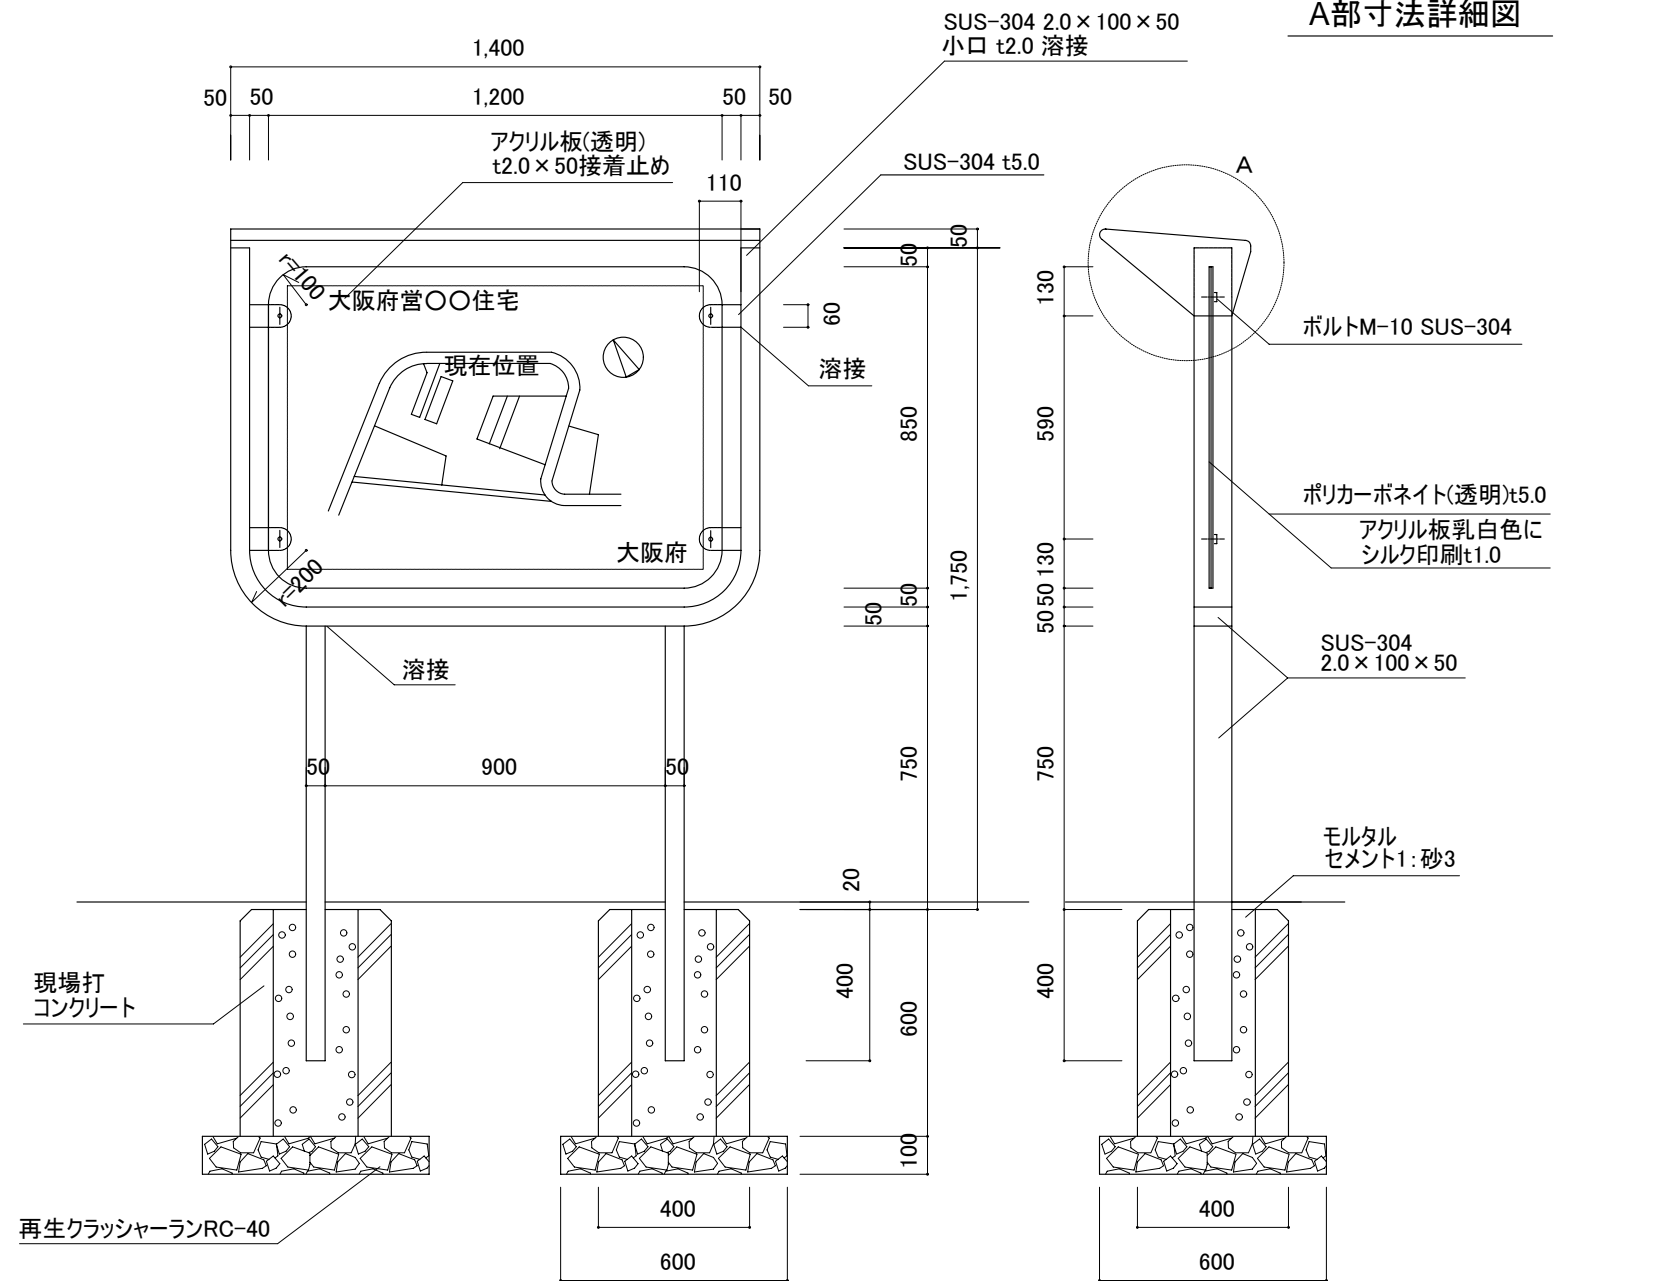 A部寸法詳細図
SUS-304 2.0×100×50
小口 t2.0 溶接
1,400
50
50
1,200
50
50
アクリル板(透明)
t2.0×50接着止め
SUS-304 t5.0
110
A
50
50
r=100
大阪府営〇〇住宅
60
130
ボルトM-10 SUS-304
現在位置
溶接
850
590
ポリカーボネイト(透明)t5.0
アクリル板乳白色に
シルク印刷t1.0
大阪府
r=200
1,750
130
50
50
50
50
SUS-304
2.0×100×50
溶接
50
900
50
750
750
モルタル
セメント1:砂3
20
現場打
コンクリート
400
600
400
100
再生クラッシャーランRC-40
400
400
600
600